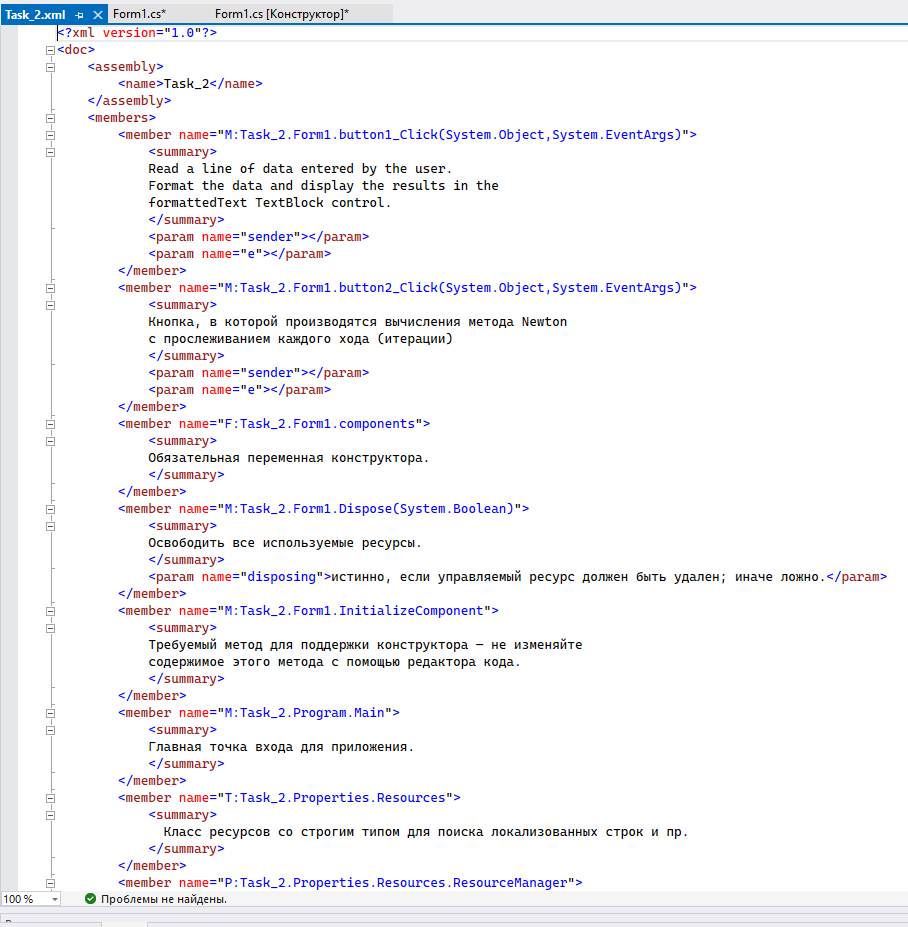 Task_2.xml Form1.cs* Form1.cs [Конструктор]*
<?xml version="1.0"?>
<doc>
<assembly>
<name>Task_2</name>
</assembly>
<members>
<member name="M:Task_2.Form1.button1_Click(System.Object,System.EventArgs)">
<summary>
Read a line of data entered by the user.
Format the data and display the results in the
formattedText TextBlock control.
</summary>
<param name="sender"></param>
<param name="e"></param>
</member>
<member name="M:Task_2.Form1.button2_Click(System.Object,System.EventArgs)">
<summary>
Кнопка, в которой производятся вычисления метода Newton
с прослеживанием каждого хода (итерации)
</summary>
<param name="sender"></param>
<param name="e"></param>
</member>
<member name="F:Task_2.Form1.components">
<summary>
Обязательная переменная конструктора.
</summary>
</member>
<member name="M:Task_2.Form1.Dispose(System.Boolean)">
<summary>
Освободить все используемые ресурсы.
</summary>
<param name="disposing">истинно, если управляемый ресурс должен быть удален; иначе ложно.</param>
</member>
<member name="M:Task_2.Form1.InitializeComponent">
<summary>
Требуемый метод для поддержки конструктора — не изменяйте
содержимое этого метода с помощью редактора кода.
</summary>
</member>
<member name="M:Task_2.Program.Main">
<summary>
Главная точка входа для приложения.
</summary>
</member>
<member name="T:Task_2.Properties.Resources">
<summary>
Класс ресурсов со строгим типом для поиска локализованных строк и пр.
</summary>
</member>
<member name="P:Task_2.Properties.Resources.ResourceManager">
100 % Проблемы не найдены.